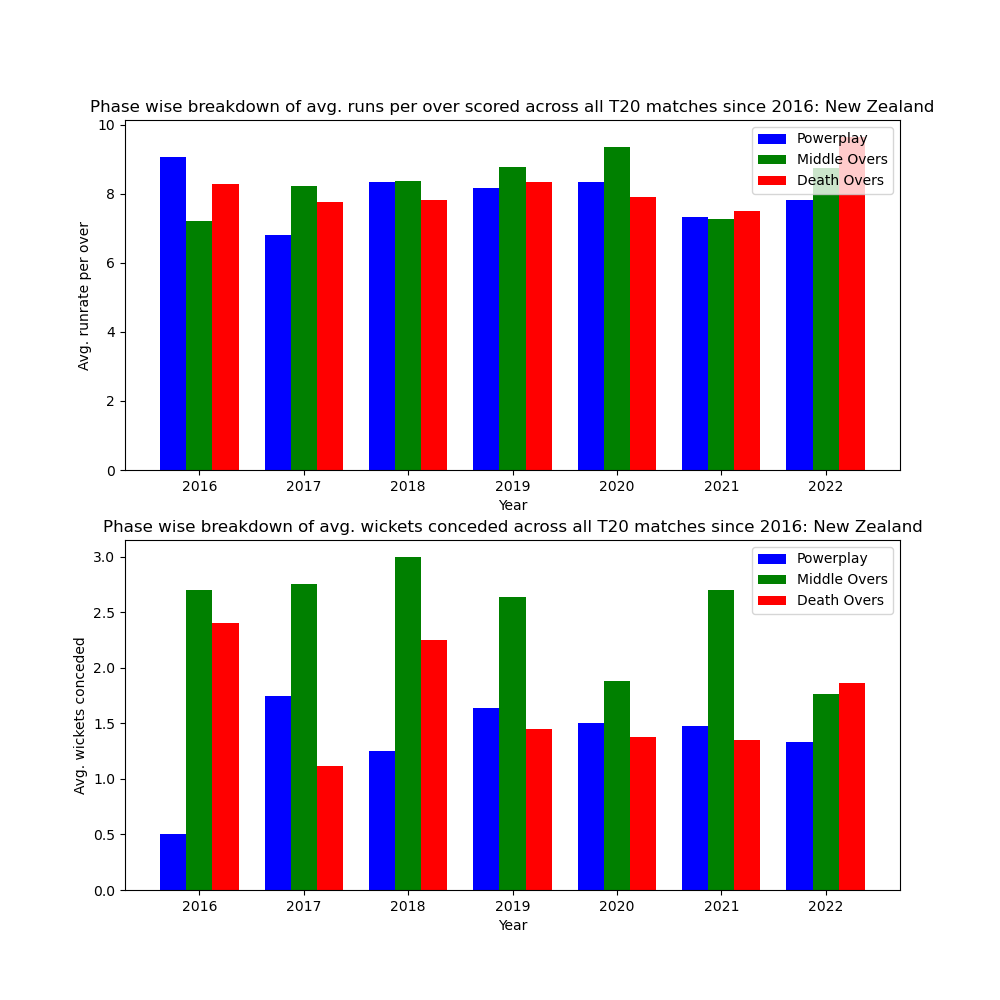 Phase wise breakdown of avg. runs per over scored across all T20 matches since 2016: New Zealand
10
8
6
4
2
0
Avg. runrate per over
Powerplay
Middle Overs
Death Overs
2016 2017 2018 2019 2020 2021 2022
Year
Phase wise breakdown of avg. wickets conceded across all T20 matches since 2016: New Zealand
3.0
2.5
2.0
1.5
1.0
0.5
0.0
Avg. wickets conceded
Powerplay
Middle Overs
Death Overs
2016 2017 2018 2019 2020 2021 2022
Year